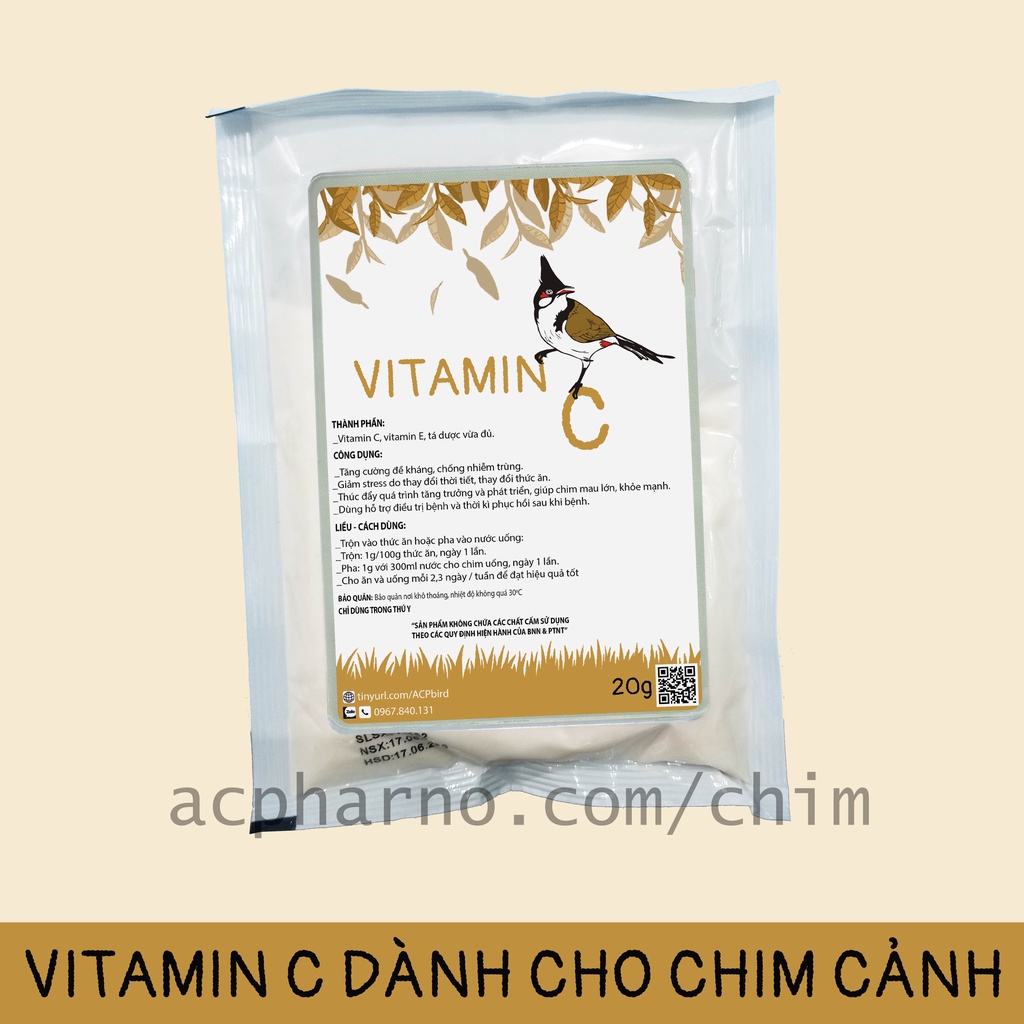 VITAMIN
C
THÀNH PHẦN:
_Vitamin C, vitamin E, tá dược vừa đủ.
CÔNG DỤNG:
_Tăng cường đề kháng, chống nhiễm trùng.
_Giảm stress do thay đổi thời tiết, thay đổi thức ăn.
_Thúc đẩy quá trình tăng trưởng và phát triển, giúp chim mau lớn, khỏe mạnh.
_Dùng hỗ trợ điều trị bệnh và thời kì phục hồi sau khi bệnh.
LIỀU - CÁCH DÙNG:
_Trộn vào thức ăn hoặc pha vào nước uống:
_Trộn: 1g/100g thức ăn, ngày 1 lần.
_Pha: 1g với 300ml nước cho chim uống, ngày 1 lần.
_Cho ăn và uống mỗi 2,3 ngày / tuần để đạt hiệu quả tốt
BẢO QUẢN: Bảo quản nơi khô thoáng, nhiệt độ không quá 30ºC
CHỈ DÙNG TRONG THÚ Y
"SẢN PHẨM KHÔNG CHỨA CÁC CHẤT CẤM SỬ DỤNG
THEO CÁC QUY ĐỊNH HIỆN HÀNH CỦA BNN & PTNT"
tinyurl.com/ACPbird
20g
Zalo 0967.840.131
NSX:17.
HSD:17.06.
acpharno.com/chim
VITAMIN C DÀNH CHO CHIM CẢNH